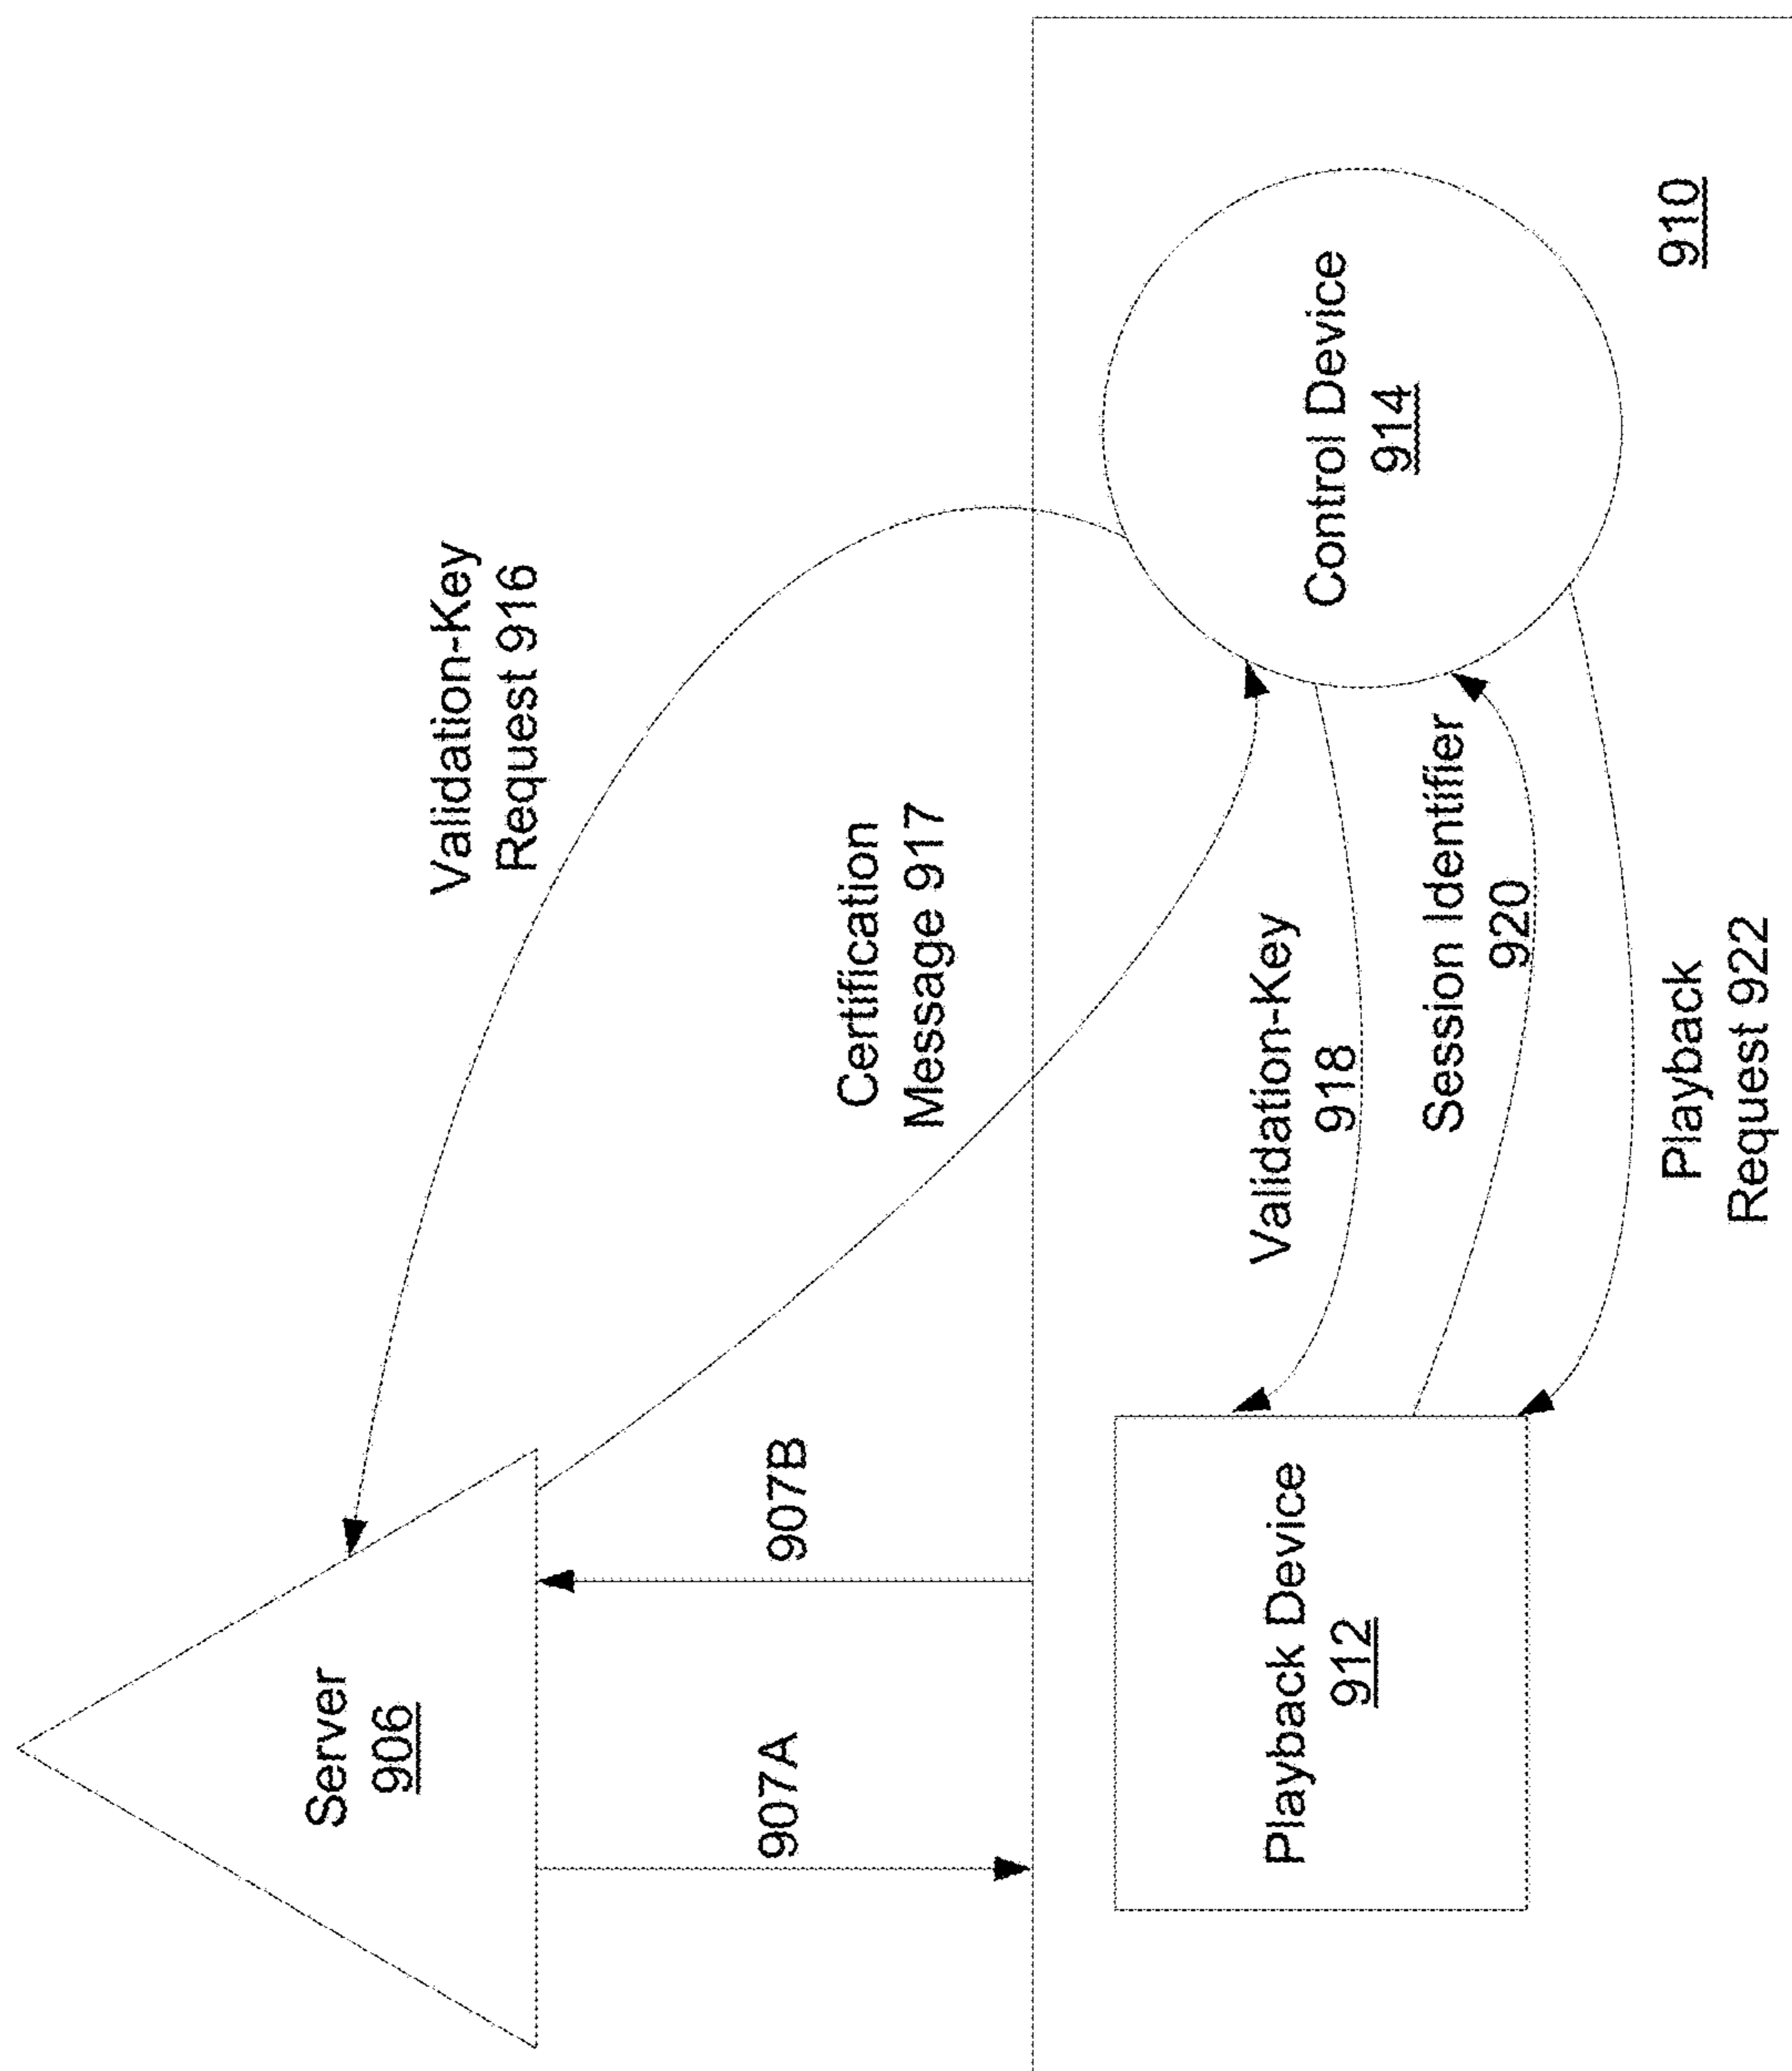 Server
906
Validation-Key
Request 916
907A
907B
Certification
Message 917
Playback Device
912
Validation-Key
918
Session Identifier
920
Control Device
914
Playback
Request 922
910